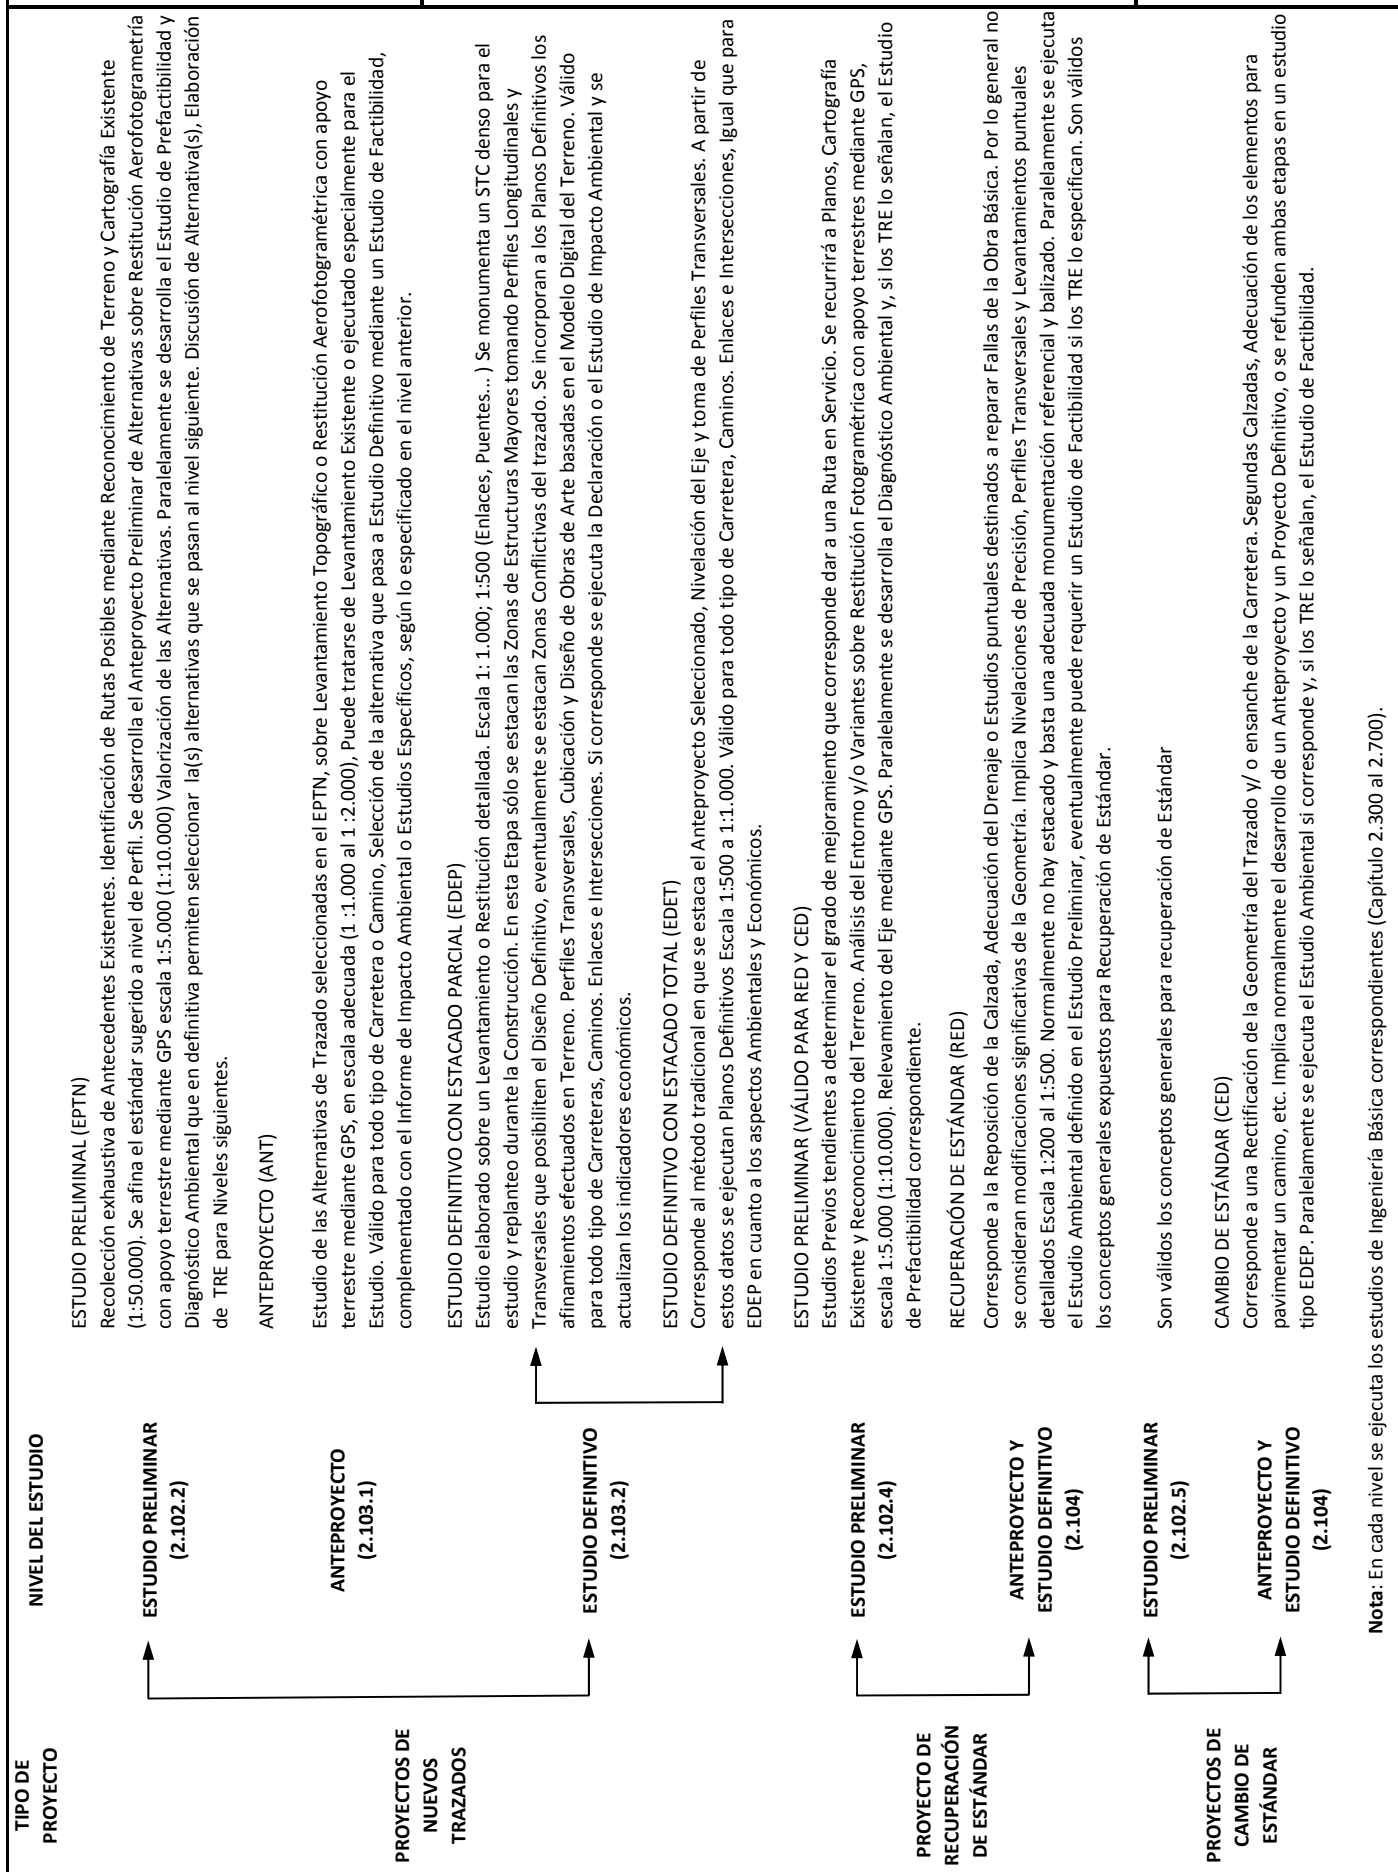 TIPO DE
PROYECTO
NIVEL DEL ESTUDIO
PROYECTOS DE
NUEVOS
TRAZADOS
ESTUDIO PRELIMINAR
(2.102.2)
ESTUDIO PRELIMINAL (EPTN)
Recolección exhaustiva de Antecedentes Existentes. Identificación de Rutas Posibles mediante Reconocimiento de Terreno y Cartografía Existente
(1:50.000). Se afina el estándar sugerido a nivel de Perfil. Se desarrolla el Anteproyecto Preliminar de Alternativas sobre Restitución Aerofotogrametría
con apoyo terrestre mediante GPS escala 1:5.000 (1:10.000) Valorización de las Alternativas. Paralelamente se desarrolla el Estudio de Prefactibilidad y
Diagnóstico Ambiental que en definitiva permiten seleccionar la(s) alternativas que se pasan al nivel siguiente. Discusión de Alternativa(s), Elaboración
de TRE para Niveles siguientes.
ANTEPROYECTO
(2.103.1)
ANTEPROYECTO (ANT)
Estudio de las Alternativas de Trazado seleccionadas en el EPTN, sobre Levantamiento Topográfico o Restitución Aerofotogramétrica con apoyo
terrestre mediante GPS, en escala adecuada (1 :1.000 al 1 :2.000), Puede tratarse de Levantamiento Existente o ejecutado especialmente para el
Estudio. Válido para todo tipo de Carretera o Camino, Selección de la alternativa que pasa a Estudio Definitivo mediante un Estudio de Factibilidad,
complementado con el Informe de Impacto Ambiental o Estudios Específicos, según lo especificado en el nivel anterior.
ESTUDIO DEFINITIVO
(2.103.2)
ESTUDIO DEFINITIVO CON ESTACADO PARCIAL (EDEP)
Estudio elaborado sobre un Levantamiento o Restitución detallada. Escala 1: 1.000; 1:500 (Enlaces, Puentes... ) Se monumenta un STC denso para el
estudio y replanteo durante la Construcción. En esta Etapa sólo se estacan las Zonas de Estructuras Mayores tomando Perfiles Longitudinales y
Transversales que posibiliten el Diseño Definitivo, eventualmente se estacan Zonas Conflictivas del trazado. Se incorporan a los Planos Definitivos los
afinamientos efectuados en Terreno. Perfiles Transversales, Cubicación y Diseño de Obras de Arte basadas en el Modelo Digital del Terreno. Válido
para todo tipo de Carreteras, Caminos. Enlaces e Intersecciones. Si corresponde se ejecuta la Declaración o el Estudio de Impacto Ambiental y se
actualizan los indicadores económicos.
ESTUDIO DEFINITIVO CON ESTACADO TOTAL (EDET)
Corresponde al método tradicional en que se estaca el Anteproyecto Seleccionado, Nivelación del Eje y toma de Perfiles Transversales. A partir de
estos datos se ejecutan Planos Definitivos Escala 1:500 a 1:1.000. Válido para todo tipo de Carretera, Caminos. Enlaces e Intersecciones, Igual que para
EDEP en cuanto a los aspectos Ambientales y Económicos.
PROYECTO DE
RECUPERACIÓN
DE ESTÁNDAR
ESTUDIO PRELIMINAR
(2.102.4)
ESTUDIO PRELIMINAR (VÁLIDO PARA RED Y CED)
Estudios Previos tendientes a determinar el grado de mejoramiento que corresponde dar a una Ruta en Servicio. Se recurrirá a Planos, Cartografía
Existente y Reconocimiento del Terreno. Análisis del Entorno y/o Variantes sobre Restitución Fotogramétrica con apoyo terrestres mediante GPS,
escala 1:5.000 (1:10.000). Relevamiento del Eje mediante GPS. Paralelamente se desarrolla el Diagnóstico Ambiental y, si los TRE lo señalan, el Estudio
de Prefactibilidad correspondiente.
ANTEPROYECTO Y
ESTUDIO DEFINITIVO
(2.104)
RECUPERACIÓN DE ESTÁNDAR (RED)
Corresponde a la Reposición de la Calzada, Adecuación del Drenaje o Estudios puntuales destinados a reparar Fallas de la Obra Básica. Por lo general no
se consideran modificaciones significativas de la Geometría. Implica Nivelaciones de Precisión, Perfiles Transversales y Levantamientos puntuales
detallados Escala 1:200 al 1:500. Normalmente no hay estacado y basta una adecuada monumentación referencial y balizado. Paralelamente se ejecuta
el Estudio Ambiental definido en el Estudio Preliminar, eventualmente puede requerir un Estudio de Factibilidad si los TRE lo especifican. Son válidos
los conceptos generales expuestos para Recuperación de Estándar.
PROYECTOS DE
CAMBIO DE
ESTÁNDAR
ESTUDIO PRELIMINAR
(2.102.5)
Son válidos los conceptos generales para recuperación de Estándar
ANTEPROYECTO Y
ESTUDIO DEFINITIVO
(2.104)
CAMBIO DE ESTÁNDAR (CED)
Corresponde a una Rectificación de la Geometría del Trazado y/ o ensanche de la Carretera. Segundas Calzadas, Adecuación de los elementos para
pavimentar un camino, etc. Implica normalmente el desarrollo de un Anteproyecto y un Proyecto Definitivo, o se refunden ambas etapas en un estudio
tipo EDEP. Paralelamente se ejecuta el Estudio Ambiental si corresponde y, si los TRE lo señalan, el Estudio de Factibilidad.
Nota: En cada nivel se ejecuta los estudios de Ingeniería Básica correspondientes (Capítulo 2.300 al 2.700).